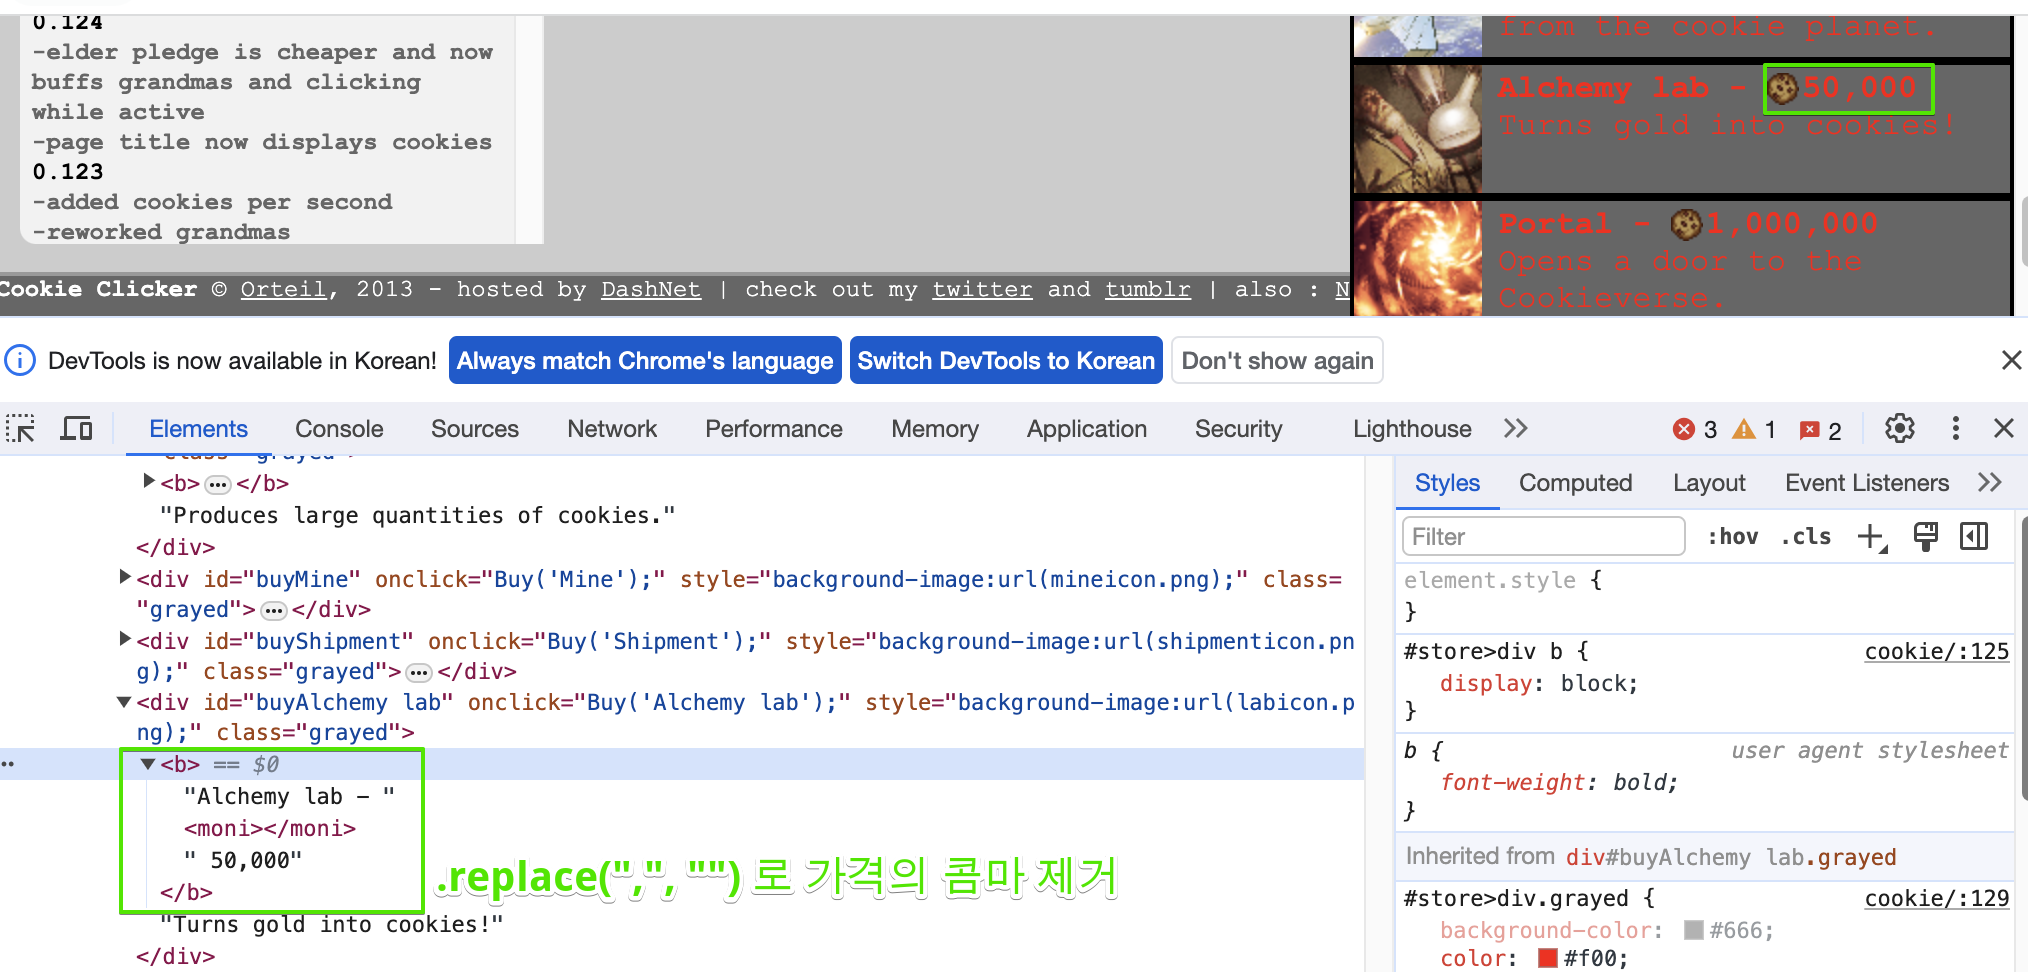 0.124
-elder pledge is cheaper and now
buffs grandmas and clicking
while active
-page title now displays cookies
0.123
-added cookies per second
-reworked grandmas
from the cookie planet.
Alchemy lab - 50,000
Turns gold into cookies!
Portal - 1,000,000
Opens a door to the
Cookieverse.
Cookie Clicker © Orteil, 2013 - hosted by DashNet | check out my twitter and tumblr | also : N
DevTools is now available in Korean! Always match Chrome's language Switch DevTools to Korean Don't show again
Elements Console Sources Network Performance Memory Application Security Lighthouse 3 1 2
class="grayed">
<b> … </b>
"Produces large quantities of cookies."
</div>
<div id="buyMine" onclick="Buy('Mine');" style="background-image:url(mineicon.png);" class=
"grayed"> … </div>
<div id="buyShipment" onclick="Buy('Shipment');" style="background-image:url(shipmenticon.pn
g);" class="grayed"> … </div>
<div id="buyAlchemy lab" onclick="Buy('Alchemy lab');" style="background-image:url(labicon.p
ng);" class="grayed">
<b> == $0
"Alchemy lab - "
<moni></moni>
" 50,000"
</b>
.replace(",", "") 로 가격의 콤마 제거
"Turns gold into cookies!"
</div>
Styles Computed Layout Event Listeners
Filter :hov .cls
element.style {
}
#store>div b { cookie/:125
display: block;
}
b { user agent stylesheet
font-weight: bold;
}
Inherited from div#buyAlchemy lab.grayed
#store>div.grayed { cookie/:129
background-color: #666;
color: #f00;